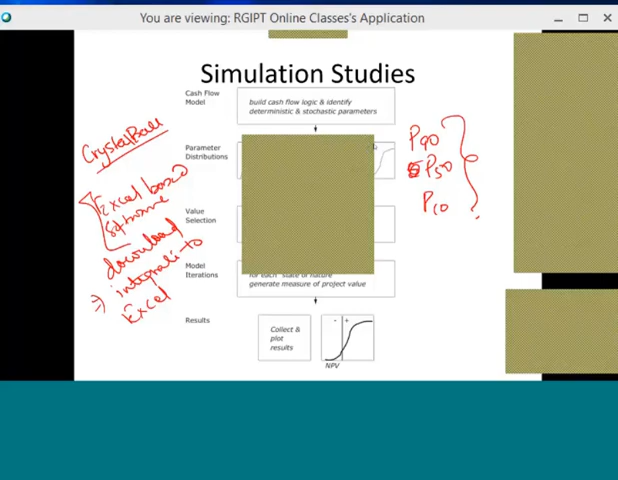 You are viewing: RGIPT Online Classes's Application
Simulation Studies
Cash Flow
Model
build cash flow logic & identify
deterministic & stochastic parameters
Parameter
Distributions
Value
Selection
Model
Iterations
for each "state of nature"
generate measure of project value
Results
Collect &
plot
results
- +
NPV
CrystalBall
Excel based
Software
download
integrate to
Excel
P90
P50
P10